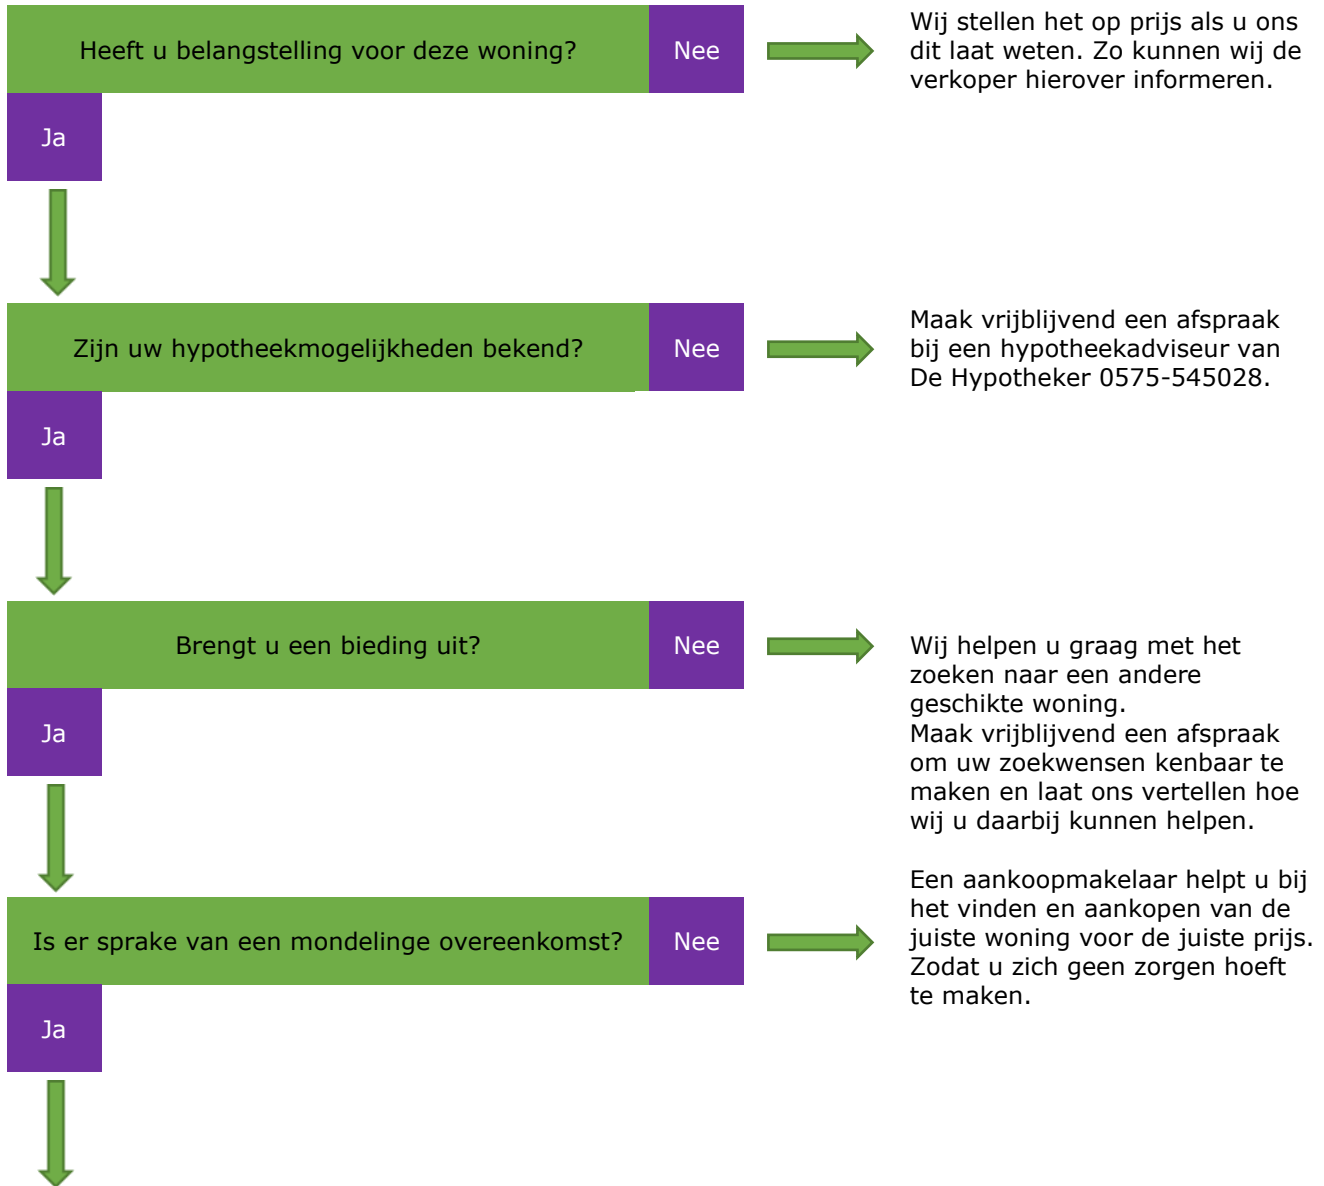 Heeft u belangstelling voor deze woning?
Nee
Wij stellen het op prijs als u ons
dit laat weten. Zo kunnen wij de
verkoper hierover informeren.
Ja
Zijn uw hypotheekmogelijkheden bekend?
Nee
Maak vrijblijvend een afspraak
bij een hypotheekadviseur van
De Hypotheker 0575-545028.
Ja
Brengt u een bieding uit?
Nee
Wij helpen u graag met het
zoeken naar een andere
geschikte woning.
Maak vrijblijvend een afspraak
om uw zoekwensen kenbaar te
maken en laat ons vertellen hoe
wij u daarbij kunnen helpen.
Ja
Is er sprake van een mondelinge overeenkomst?
Nee
Een aankoopmakelaar helpt u bij
het vinden en aankopen van de
juiste woning voor de juiste prijs.
Zodat u zich geen zorgen hoeft
te maken.
Ja